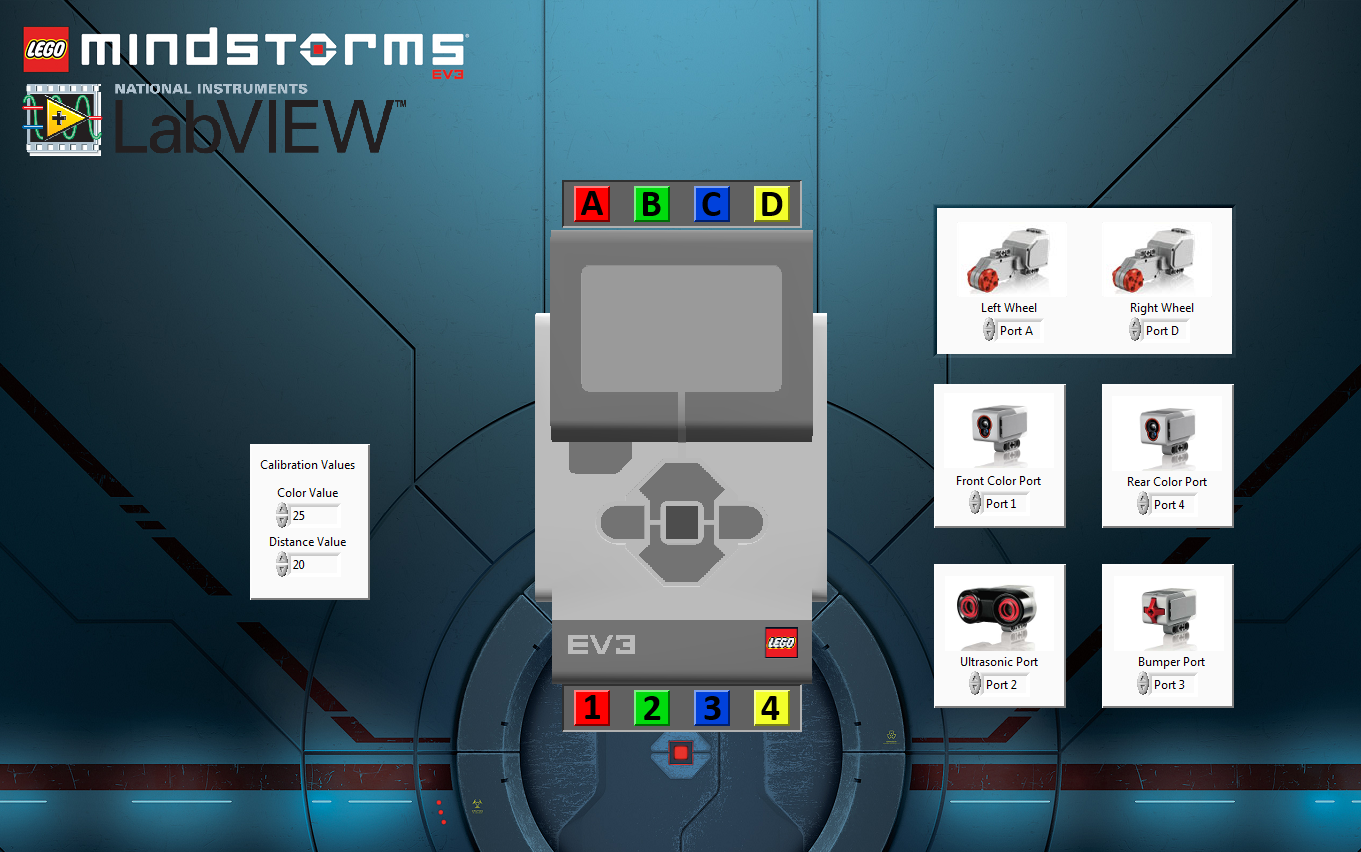 LEGO mindstorms
EV3
NATIONAL INSTRUMENTS
LabVIEW™
A B C D
Left Wheel Right Wheel
Port A Port D
Calibration Values
Color Value
25
Distance Value
20
Front Color Port Rear Color Port
Port 1 Port 4
Ultrasonic Port Bumper Port
Port 2 Port 3
EV3 LEGO
1 2 3 4